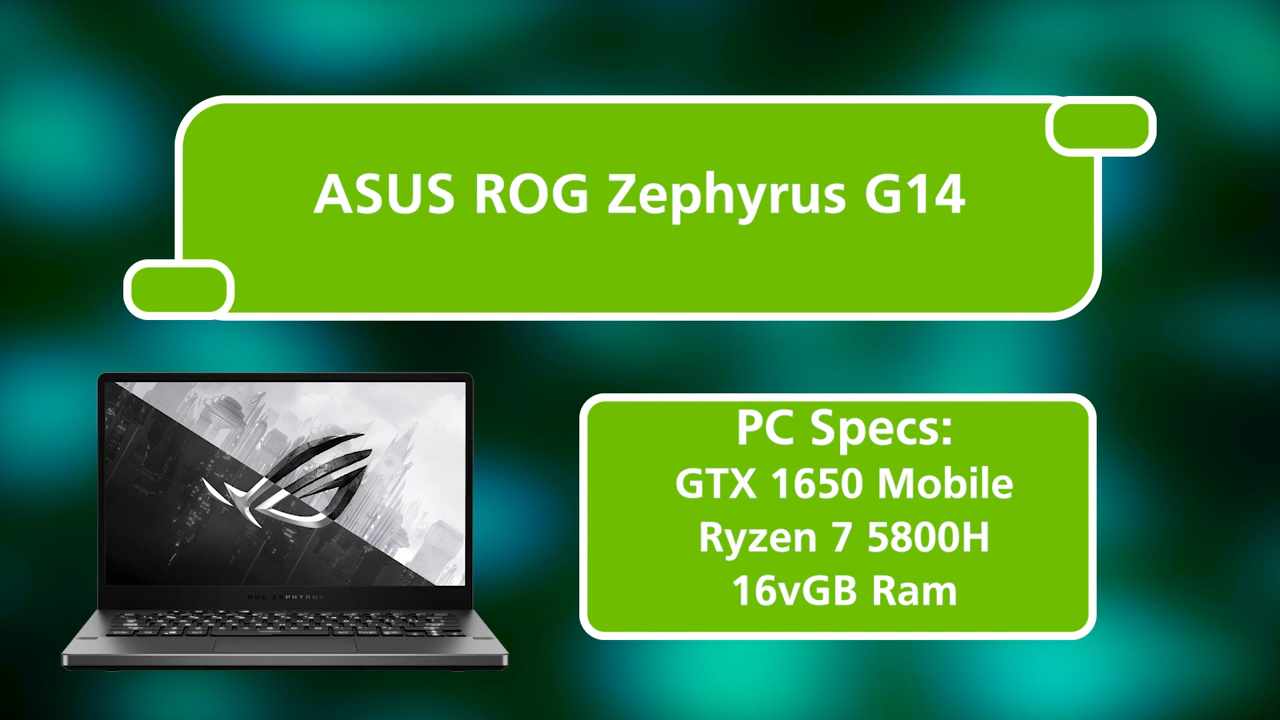 ASUS ROG Zephyrus G14
ROG ZEPHYRUS
PC Specs:
GTX 1650 Mobile
Ryzen 7 5800H
16vGB Ram